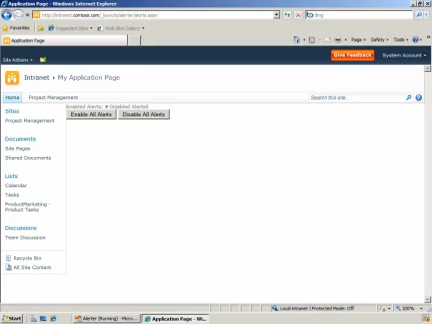 Application Page - Windows Internet Explorer
http://intranet.contoso.com/_layouts/alerter/alerts.aspx
Bing
Favorites Suggested Sites Web Slice Gallery
Application Page
Page Safety Tools
Give Feedback
Site Actions
System Account
Intranet My Application Page
Home Project Management
Search this site...
Enabled Alerts: Disabled Alerts:
Enable All Alerts Disable All Alerts
Sites
Project Management
Documents
Site Pages
Shared Documents
Lists
Calendar
Tasks
ProductMarketing -
Product Tasks
Discussions
Team Discussion
Recycle Bin
All Site Content
Local intranet | Protected Mode: Off
100%
Start
Alerter (Running) - Micro...
Application Page - Wi...